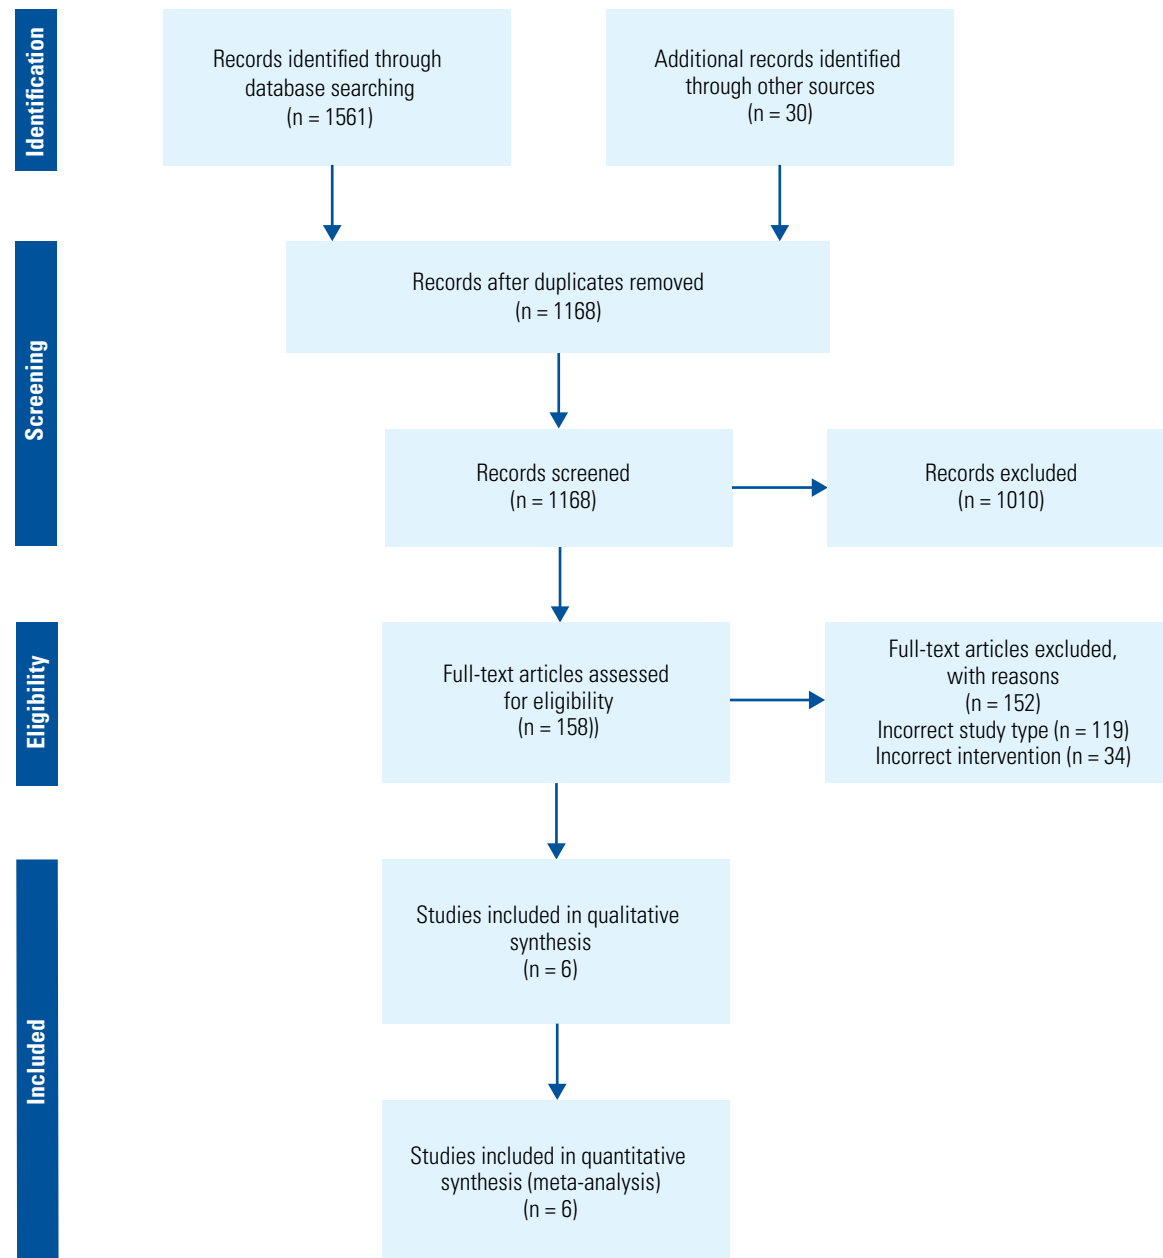 Identification
Records identified through
database searching
(n = 1561)
Additional records identified
through other sources
(n = 30)
Screening
Records after duplicates removed
(n = 1168)
Records screened
(n = 1168)
Records excluded
(n = 1010)
Eligibility
Full-text articles assessed
for eligibility
(n = 158))
Full-text articles excluded,
with reasons
(n = 152)
Incorrect study type (n = 119)
Incorrect intervention (n = 34)
Included
Studies included in qualitative
synthesis
(n = 6)
Studies included in quantitative
synthesis (meta-analysis)
(n = 6)